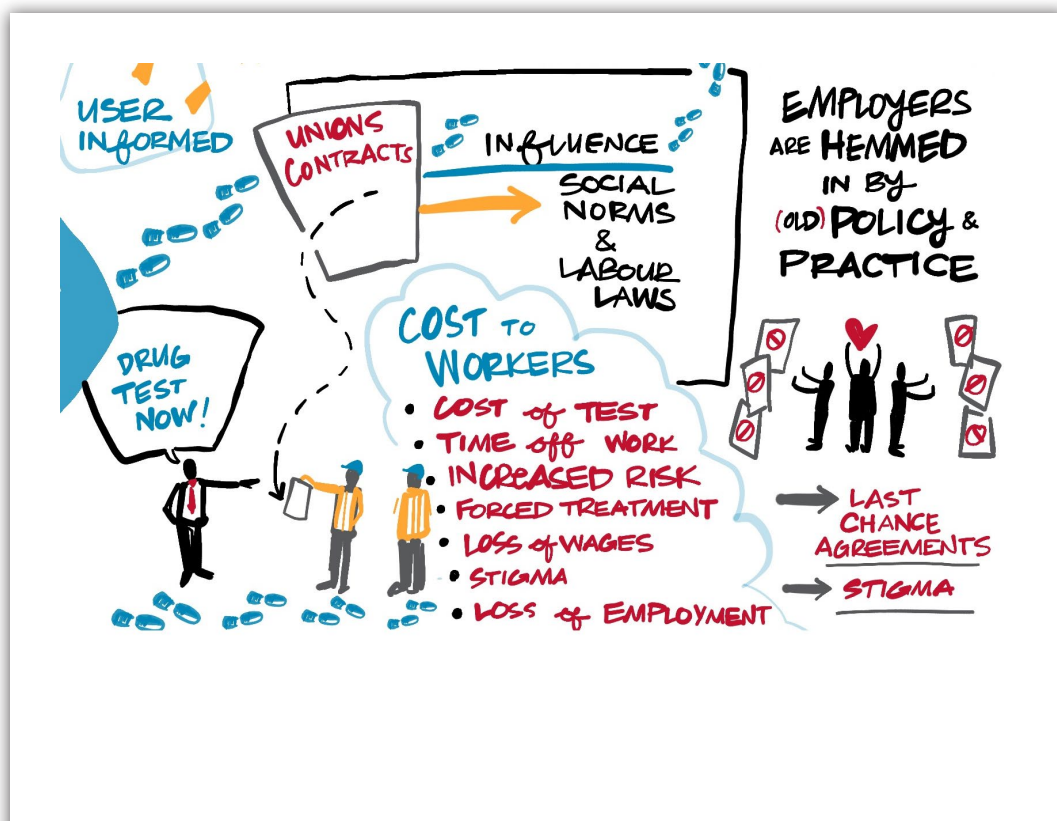 USER
INFORMED
UNIONS
CONTRACTS
INFLUENCE
SOCIAL
NORMS
&
LABOUR
LAWS
EMPLOYERS
ARE HEMMED
IN BY
(OLD) POLICY &
PRACTICE
DRUG
TEST
NOW!
COST TO
WORKERS
• COST of TEST
• TIME off WORK
• INCREASED RISK
• FORCED TREATMENT
• LOSS of WAGES
• STIGMA
• LOSS of EMPLOYMENT
LAST
CHANCE
AGREEMENTS
STIGMA